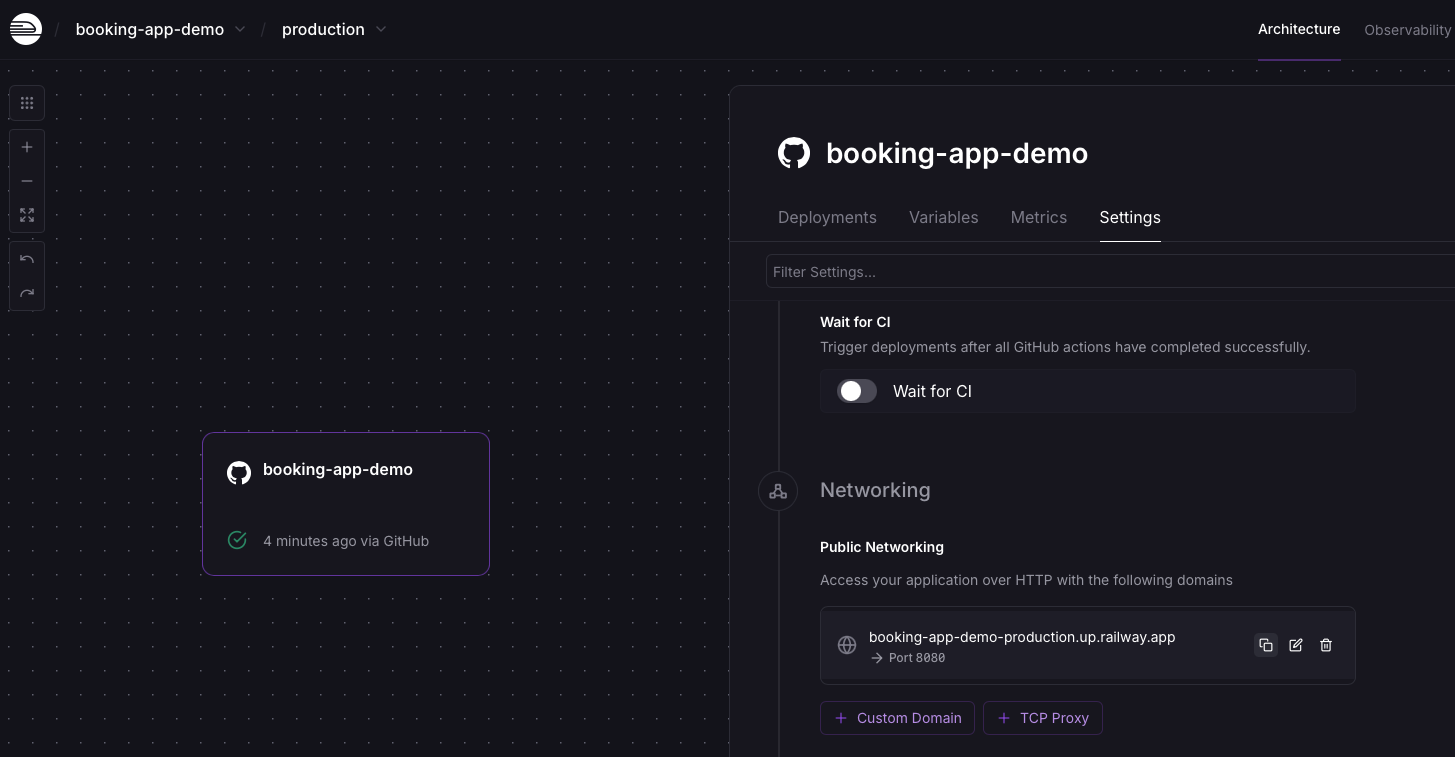 / booking-app-demo / production
Architecture Observability
booking-app-demo
Deployments Variables Metrics Settings
Filter Settings...
Wait for CI
Trigger deployments after all GitHub actions have completed successfully.
Wait for CI
booking-app-demo
4 minutes ago via GitHub
Networking
Public Networking
Access your application over HTTP with the following domains
booking-app-demo-production.up.railway.app
→ Port 8080
+ Custom Domain + TCP Proxy